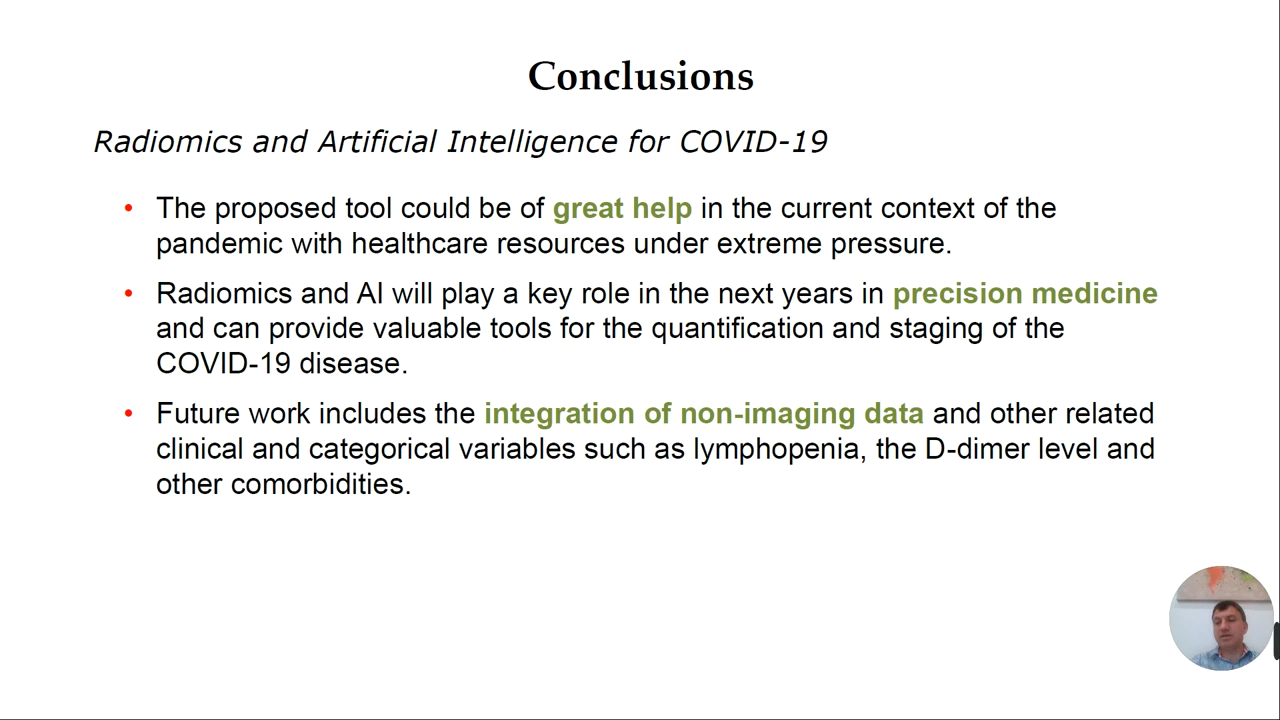 Conclusions
Radiomics and Artificial Intelligence for COVID-19
• The proposed tool could be of great help in the current context of the
pandemic with healthcare resources under extreme pressure.
• Radiomics and AI will play a key role in the next years in precision medicine
and can provide valuable tools for the quantification and staging of the
COVID-19 disease.
• Future work includes the integration of non-imaging data and other related
clinical and categorical variables such as lymphopenia, the D-dimer level and
other comorbidities.